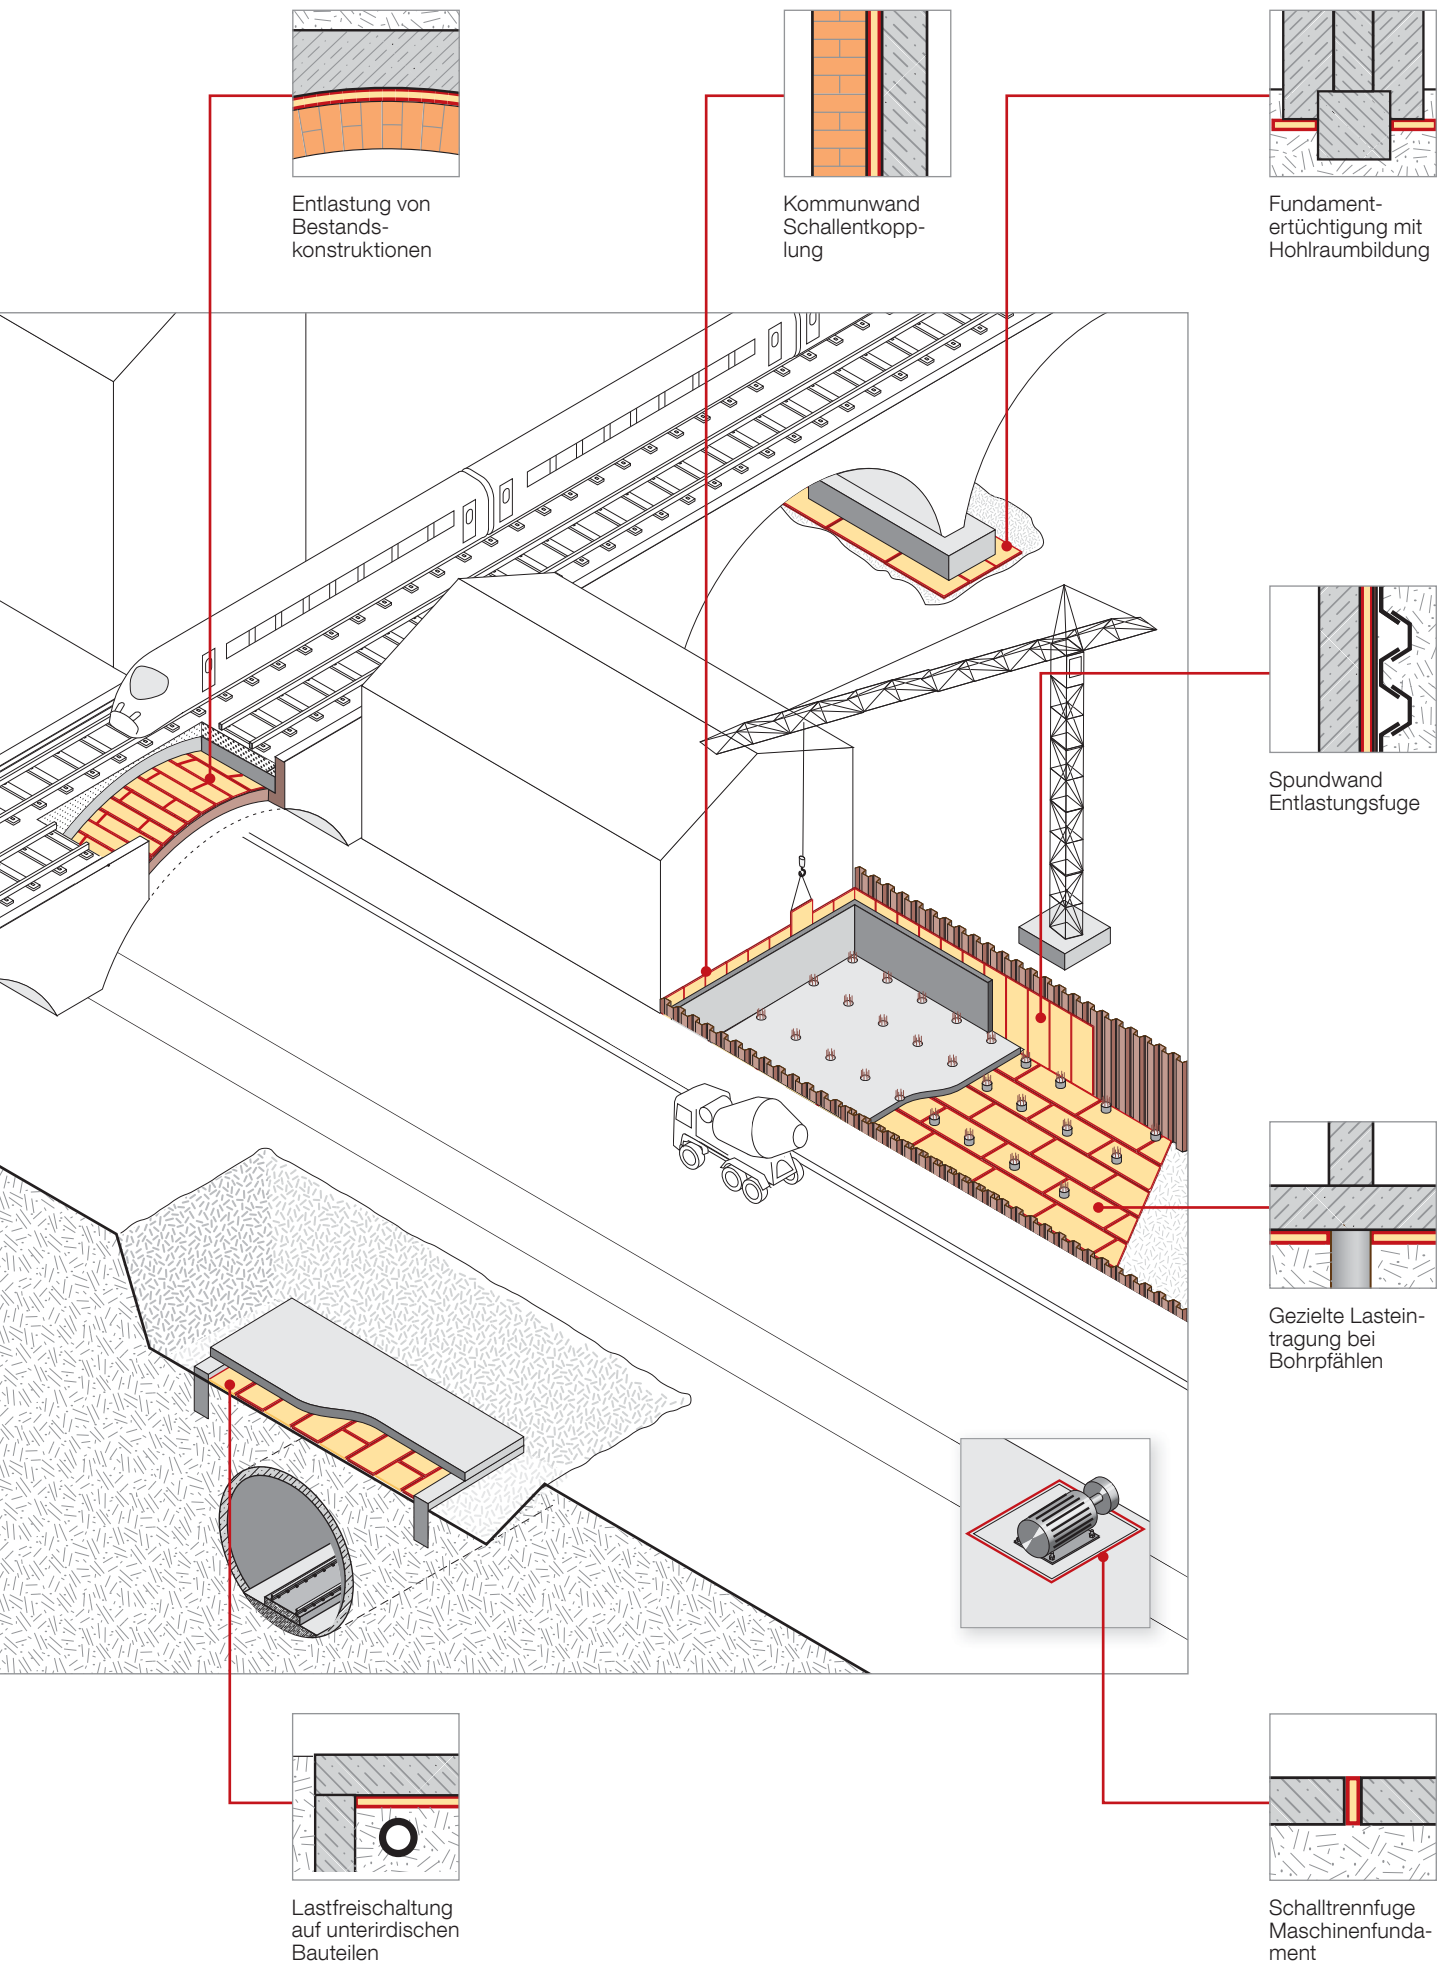 Entlastung von
Bestands-
konstruktionen
Kommunwand
Schallentkopp-
lung
Fundament-
ertüchtigung mit
Hohlraumbildung
Spundwand
Entlastungsfuge
Gezielte Lastein-
tragung bei
Bohrpfählen
Lastfreischaltung
auf unterirdischen
Bauteilen
Schalltrennfuge
Maschinenfunda-
ment